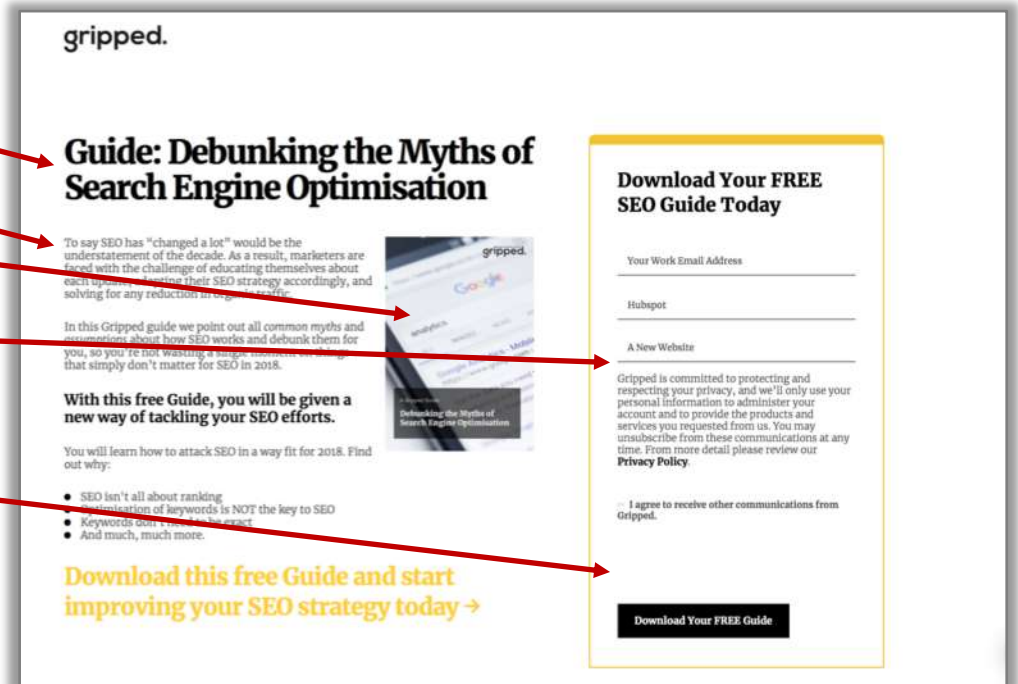 gripped.
Guide: Debunking the Myths of
Search Engine Optimisation
To say SEO has “changed a lot” would be the
understatement of the decade. As a result, marketers are
faced with the challenge of educating themselves about
each update, adapting their SEO strategy accordingly, and
solving for any reduction in organic traffic.
In this Gripped guide we point out all common myths and
assumptions about how SEO works and debunk them for
you, so you’re not wasting a single moment on things
that simply don’t matter for SEO in 2018.
With this free Guide, you will be given a
new way of tackling your SEO efforts.
You will learn how to attack SEO in a way fit for 2018. Find
out why:
SEO isn’t all about ranking
Optimisation of keywords is NOT the key to SEO
Keywords don’t need to be exact
And much, much more.
Download this free Guide and start
improving your SEO strategy today →
gripped.
Google
analytics
Google Analytics - Mobile
Debunking the Myths of
Search Engine Optimisation
Download Your FREE
SEO Guide Today
Your Work Email Address
Hubspot
A New Website
Gripped is committed to protecting and
respecting your privacy, and we’ll only use your
personal information to administer your
account and to provide the products and
services you requested from us. You may
unsubscribe from these communications at any
time. From more detail please review our
Privacy Policy.
I agree to receive other communications from
Gripped.
Download Your FREE Guide